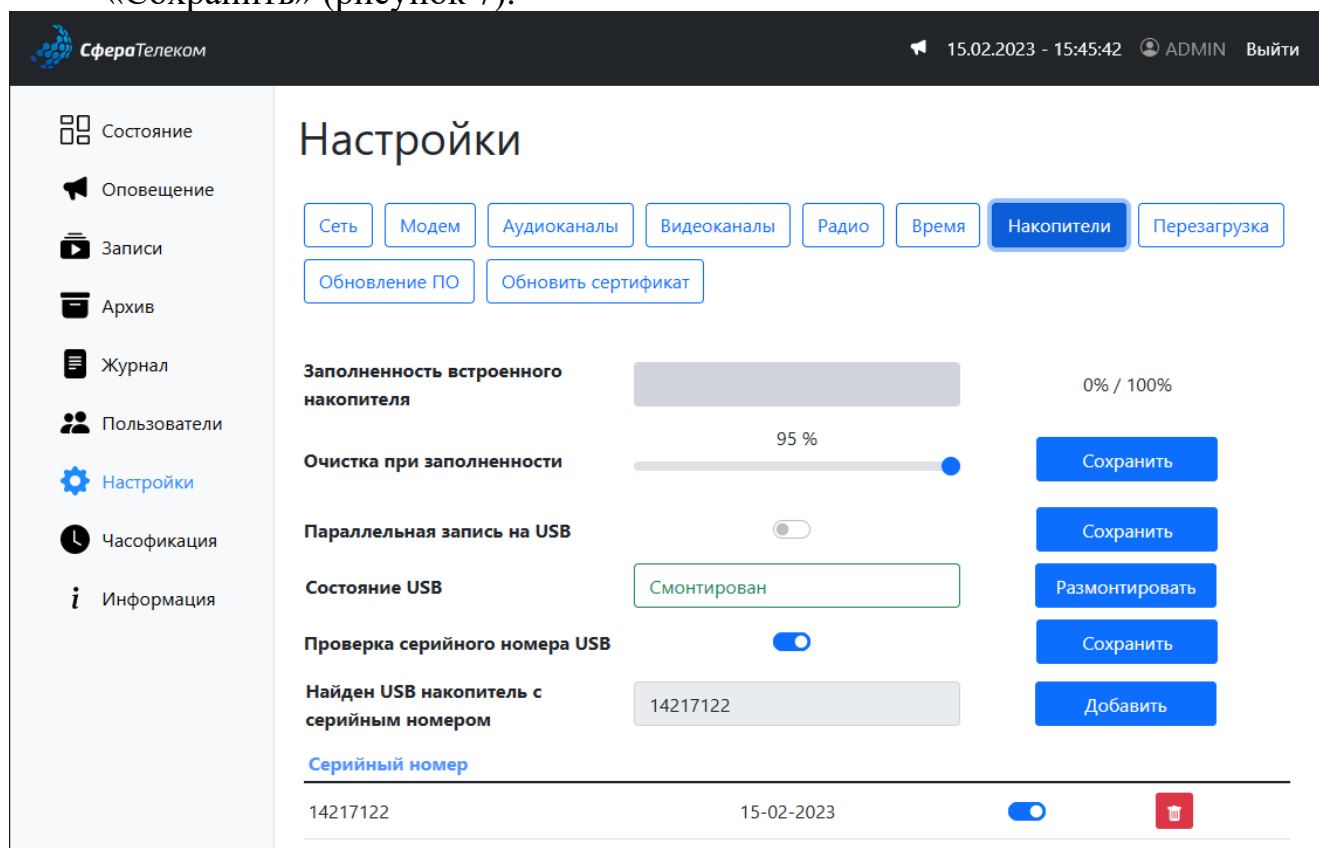 «Сохранить» (рисунок 7).
СфераТелеком
15.02.2023 - 15:45:42 ADMIN Выйти
Состояние
Оповещение
Записи
Архив
Журнал
Пользователи
Настройки
Часофикация
Информация
Настройки
Сеть Модем Аудиоканалы Видеоканалы Радио Время Накопители Перезагрузка
Обновление ПО Обновить сертификат
Заполненность встроенного
накопителя
0% / 100%
95 %
Очистка при заполненности Сохранить
Параллельная запись на USB Сохранить
Состояние USB Смонтирован Размонтировать
Проверка серийного номера USB Сохранить
Найден USB накопитель с
серийным номером
14217122 Добавить
Серийный номер
14217122 15-02-2023